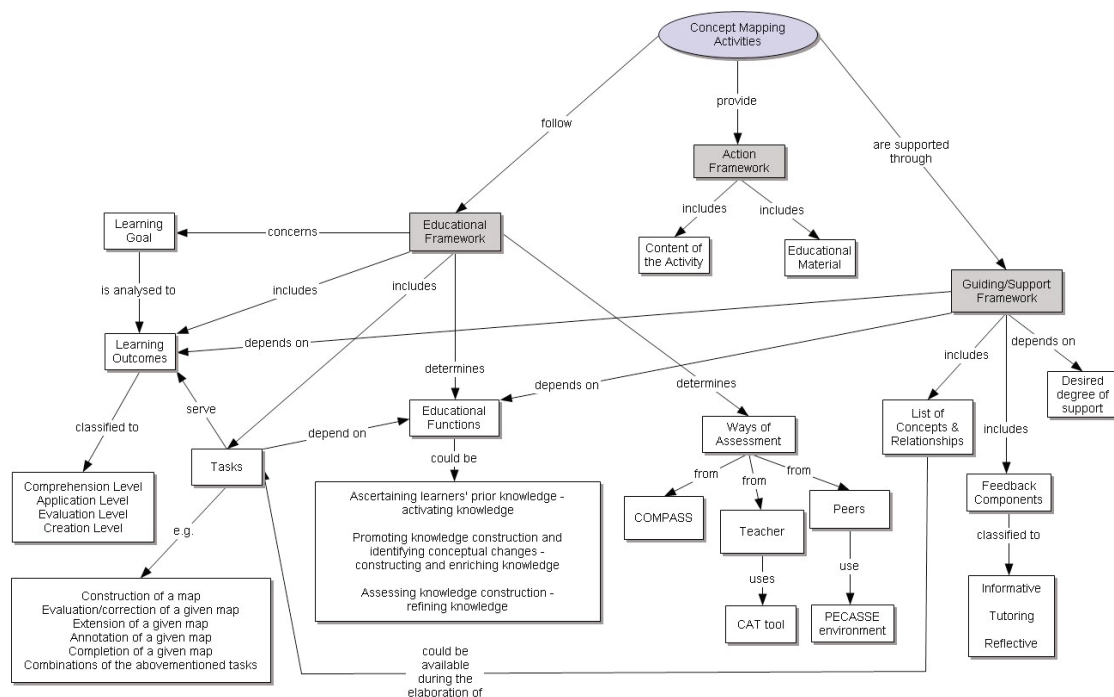 Concept Mapping
Activities
follow
provide
are supported
through
Action
Framework
includes
includes
Content of
the Activity
Educational
Material
Learning
Goal
concerns
Educational
Framework
is analysed to
includes
includes
Guiding/Support
Framework
Learning
Outcomes
depends on
includes
depends on
determines
depends on
determines
serve
classified to
Educational
Functions
Ways of
Assessment
List of
Concepts &
Relationships
Desired
degree of
support
depend on
includes
Tasks
could be
from
from
from
Comprehension Level
Application Level
Evaluation Level
Creation Level
Ascertaining learners' prior knowledge -
activating knowledge
Promoting knowledge construction and
identifying conceptual changes -
constructing and enriching knowledge
Assessing knowledge construction -
refining knowledge
COMPASS
Teacher
Peers
Feedback
Components
e.g.
uses
use
classified to
Construction of a map
Evaluation/correction of a given map
Extension of a given map
Annotation of a given map
Completion of a given map
Combinations of the abovementioned tasks
CAT tool
PECASSE
environment
Informative
Tutoring
Reflective
could be
available
during the
elaboration of